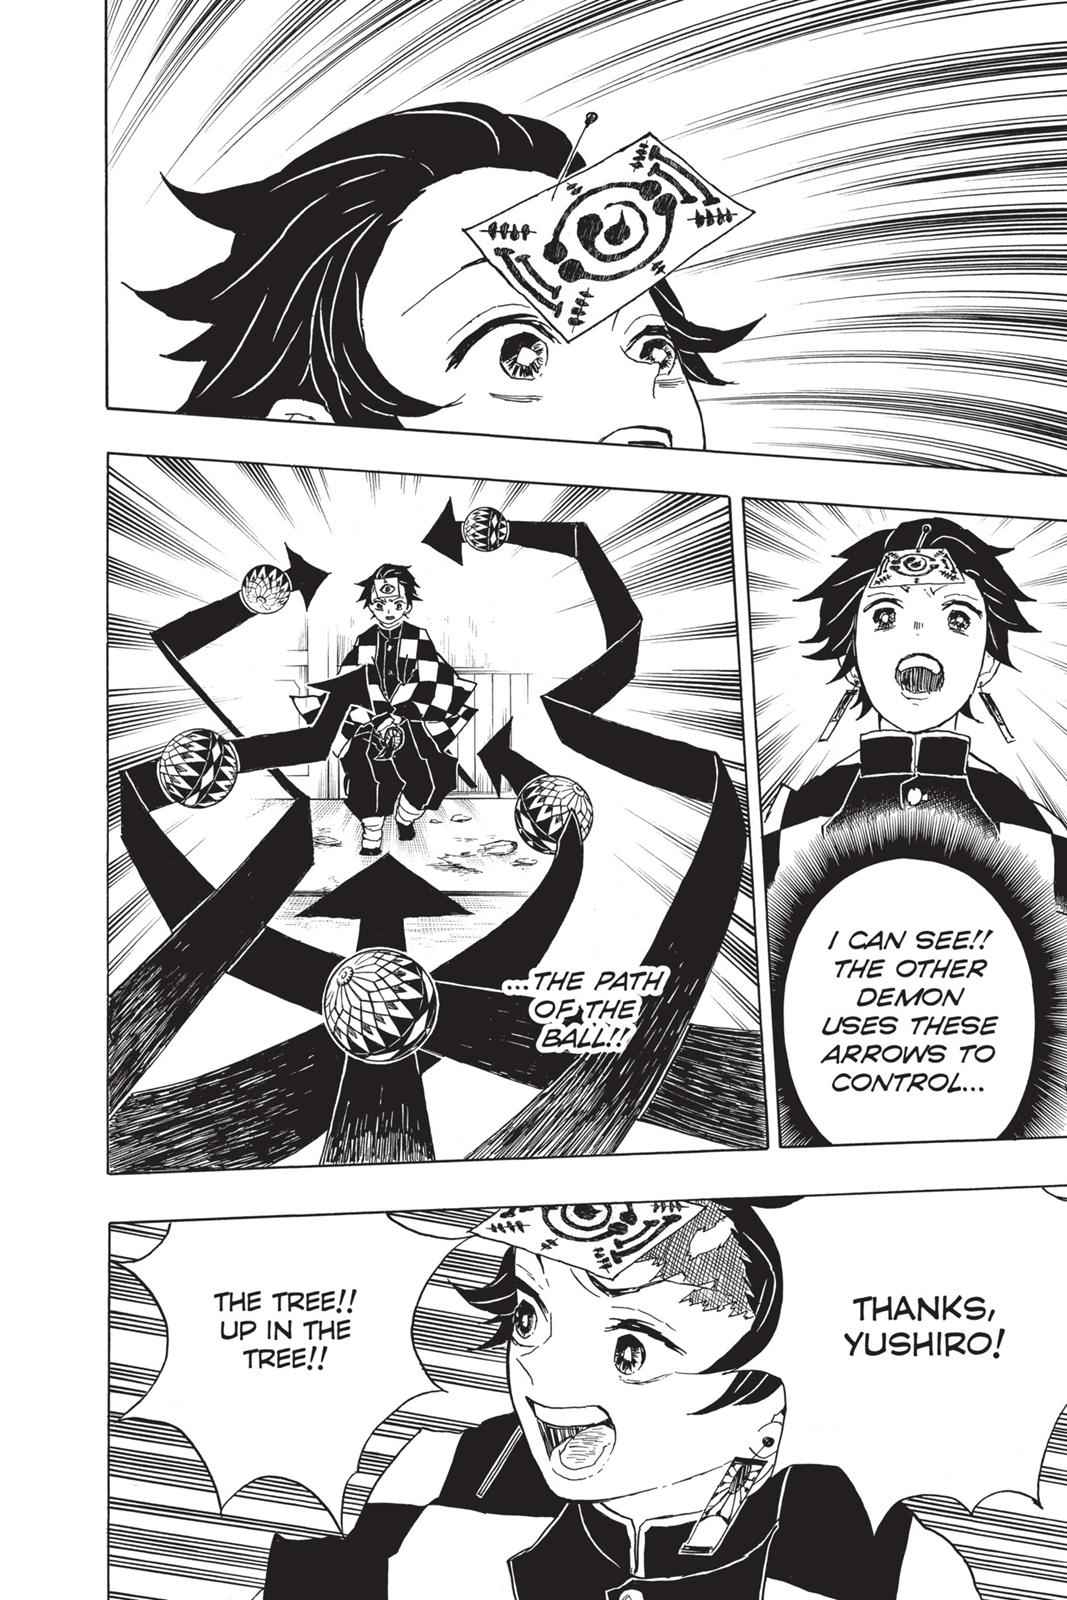 I CAN SEE!!
THE OTHER
DEMON
USES THESE
ARROWS TO
CONTROL...
...THE PATH
OF THE
BALL!!
THANKS,
YUSHIRO!
THE TREE!!
UP IN THE
TREE!!